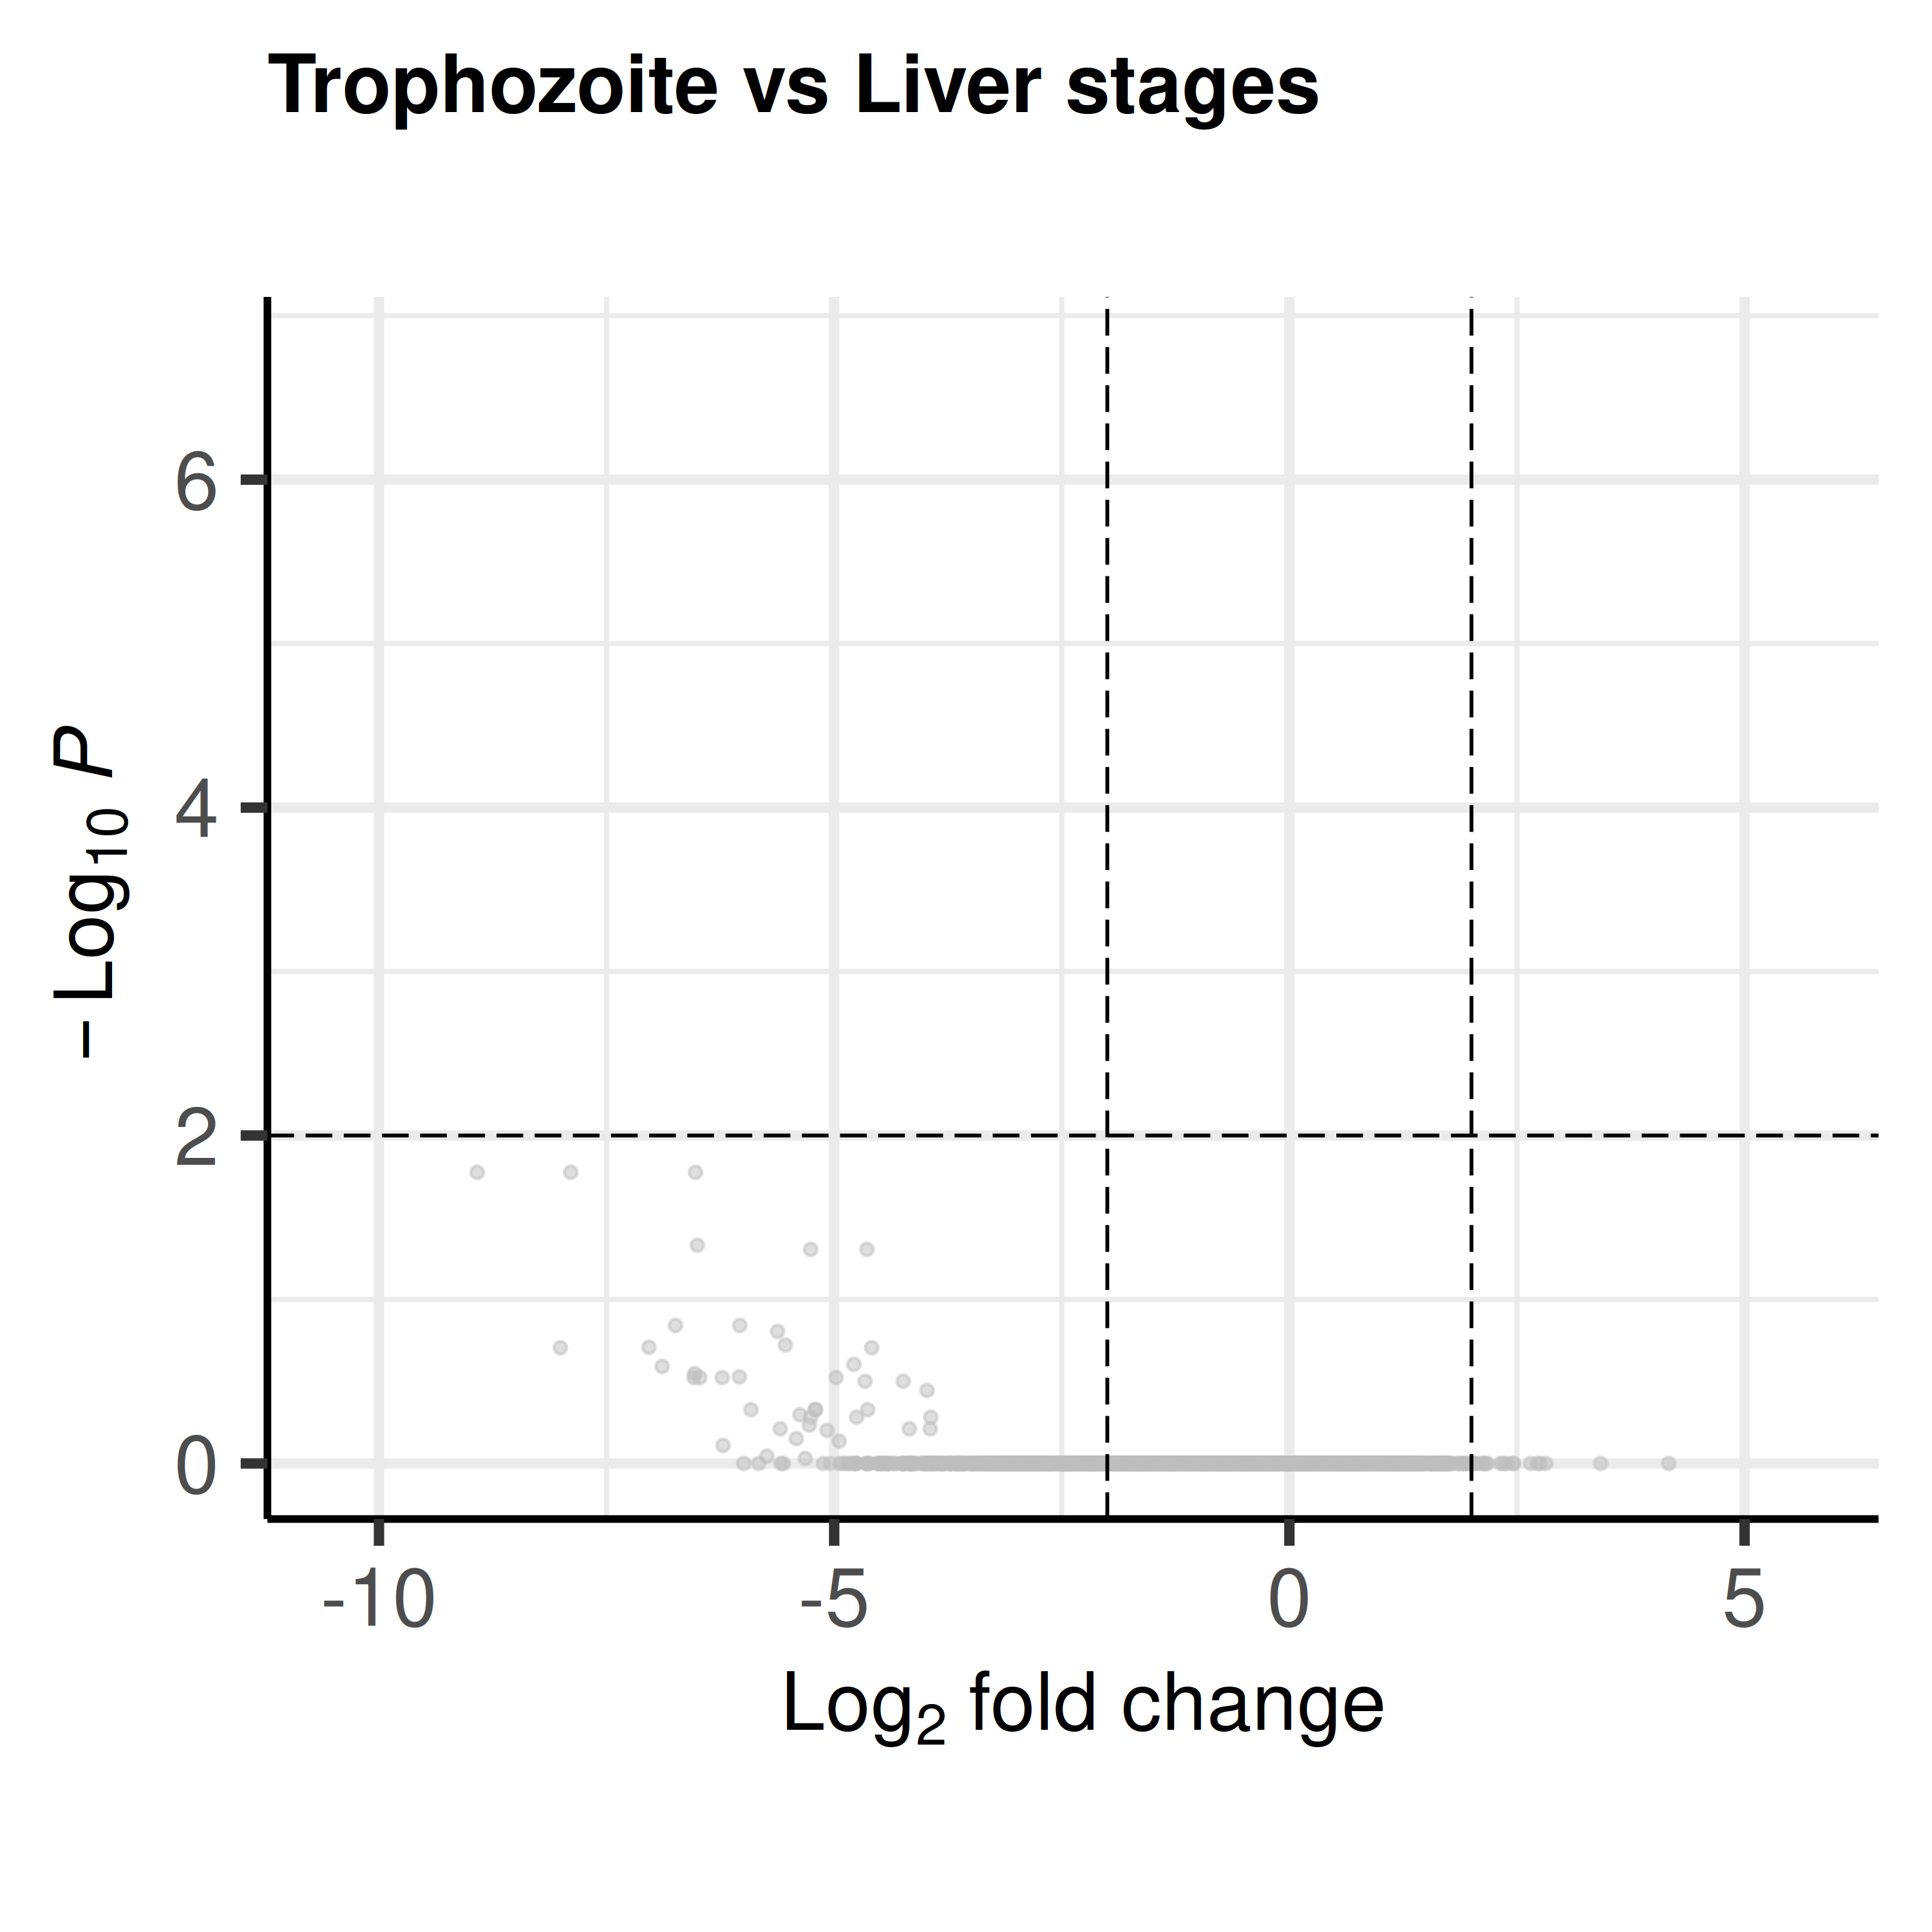 Trophozoite vs Liver stages
6
4
2
0
− Log₁₀ P
-10 -5 0 5
Log₂ fold change